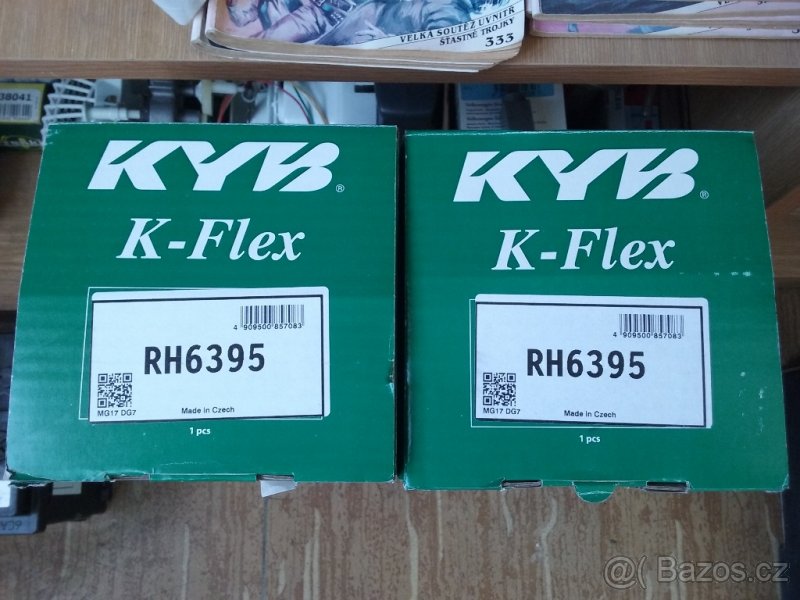 VELKÁ SOUTĚŽ UVNITŘ
ŠŤASTNÉ TROJKY
333
38041
KYB®
K-Flex
4 909500 857083
RH6395
MG17 DG7
Made in Czech
1 pcs
KYB®
K-Flex
4 909500 857083
RH6395
MG17 DG7
Made in Czech
1 pcs
Bazos.cz